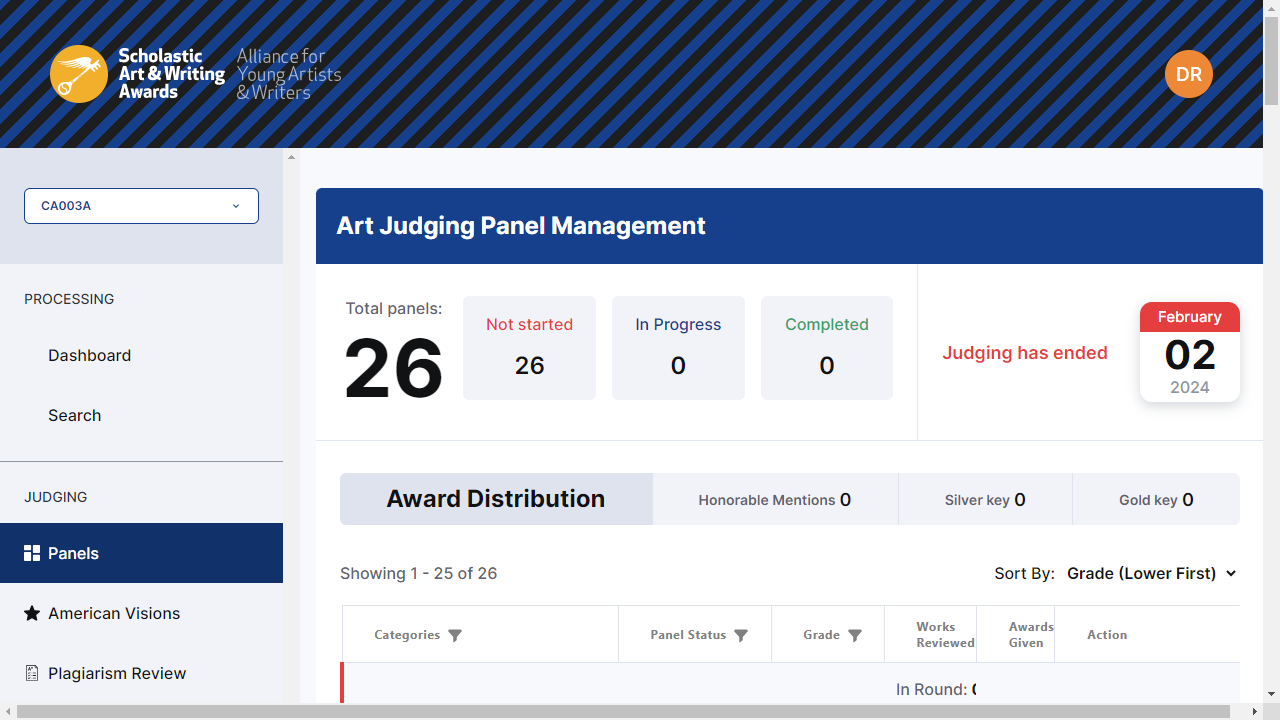 Scholastic
Art & Writing
Awards
Alliance for
Young Artists
& Writers
DR
CA003A
PROCESSING
Dashboard
Search
JUDGING
Panels
American Visions
Plagiarism Review
Art Judging Panel Management
Total panels:
26
Not started
26
In Progress
0
Completed
0
Judging has ended
February
02
2024
Award Distribution
Honorable Mentions 0
Silver key 0
Gold key 0
Showing 1 - 25 of 26
Sort By: Grade (Lower First)
Categories
Panel Status
Grade
Works
Reviewed
Awards
Given
Action
In Round: